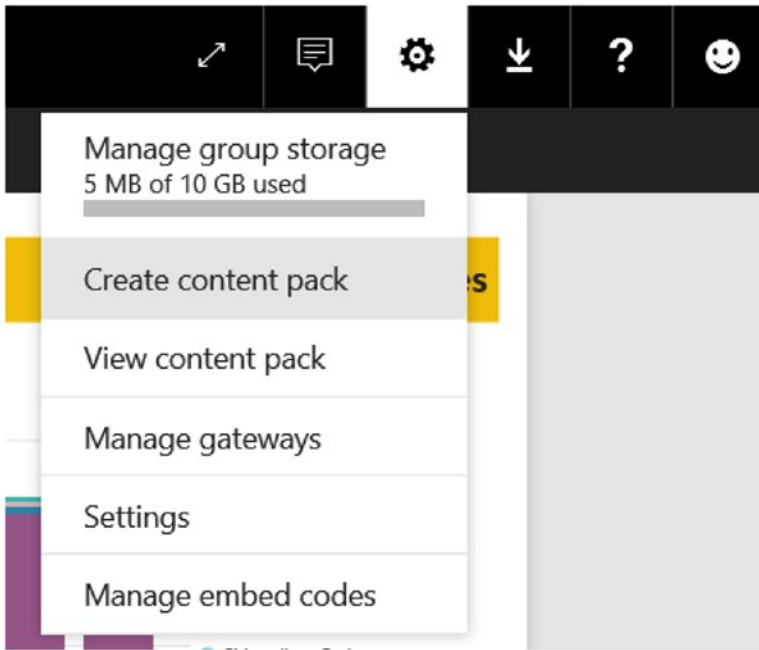 ?
Manage group storage
5 MB of 10 GB used
Create content pack
es
View content pack
Manage gateways
Settings
Manage embed codes